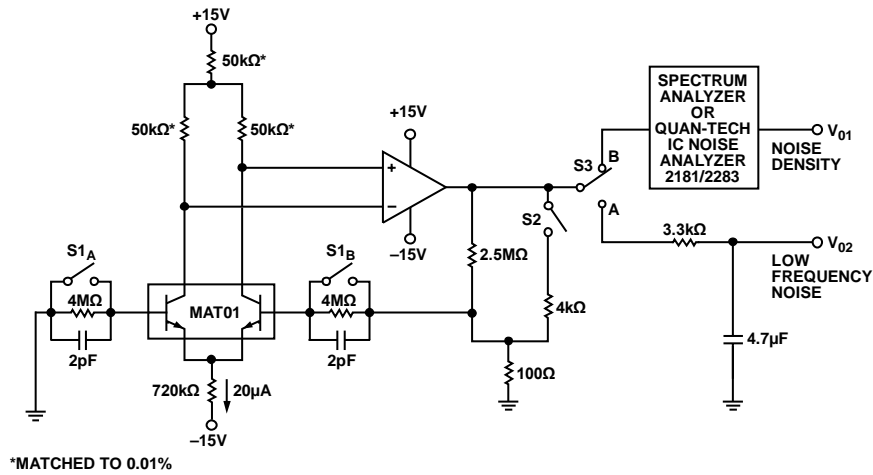 +15V
50kΩ*
50kΩ*
50kΩ*
+15V
+
−
–15V
S1A
4MΩ
2pF
MAT01
S1B
4MΩ
2pF
720kΩ
20µA
–15V
2.5MΩ
S2
4kΩ
100Ω
S3
B
A
SPECTRUM
ANALYZER
OR
QUAN-TECH
IC NOISE
ANALYZER
2181/2283
V01
NOISE
DENSITY
3.3kΩ
V02
LOW
FREQUENCY
NOISE
4.7µF
*MATCHED TO 0.01%